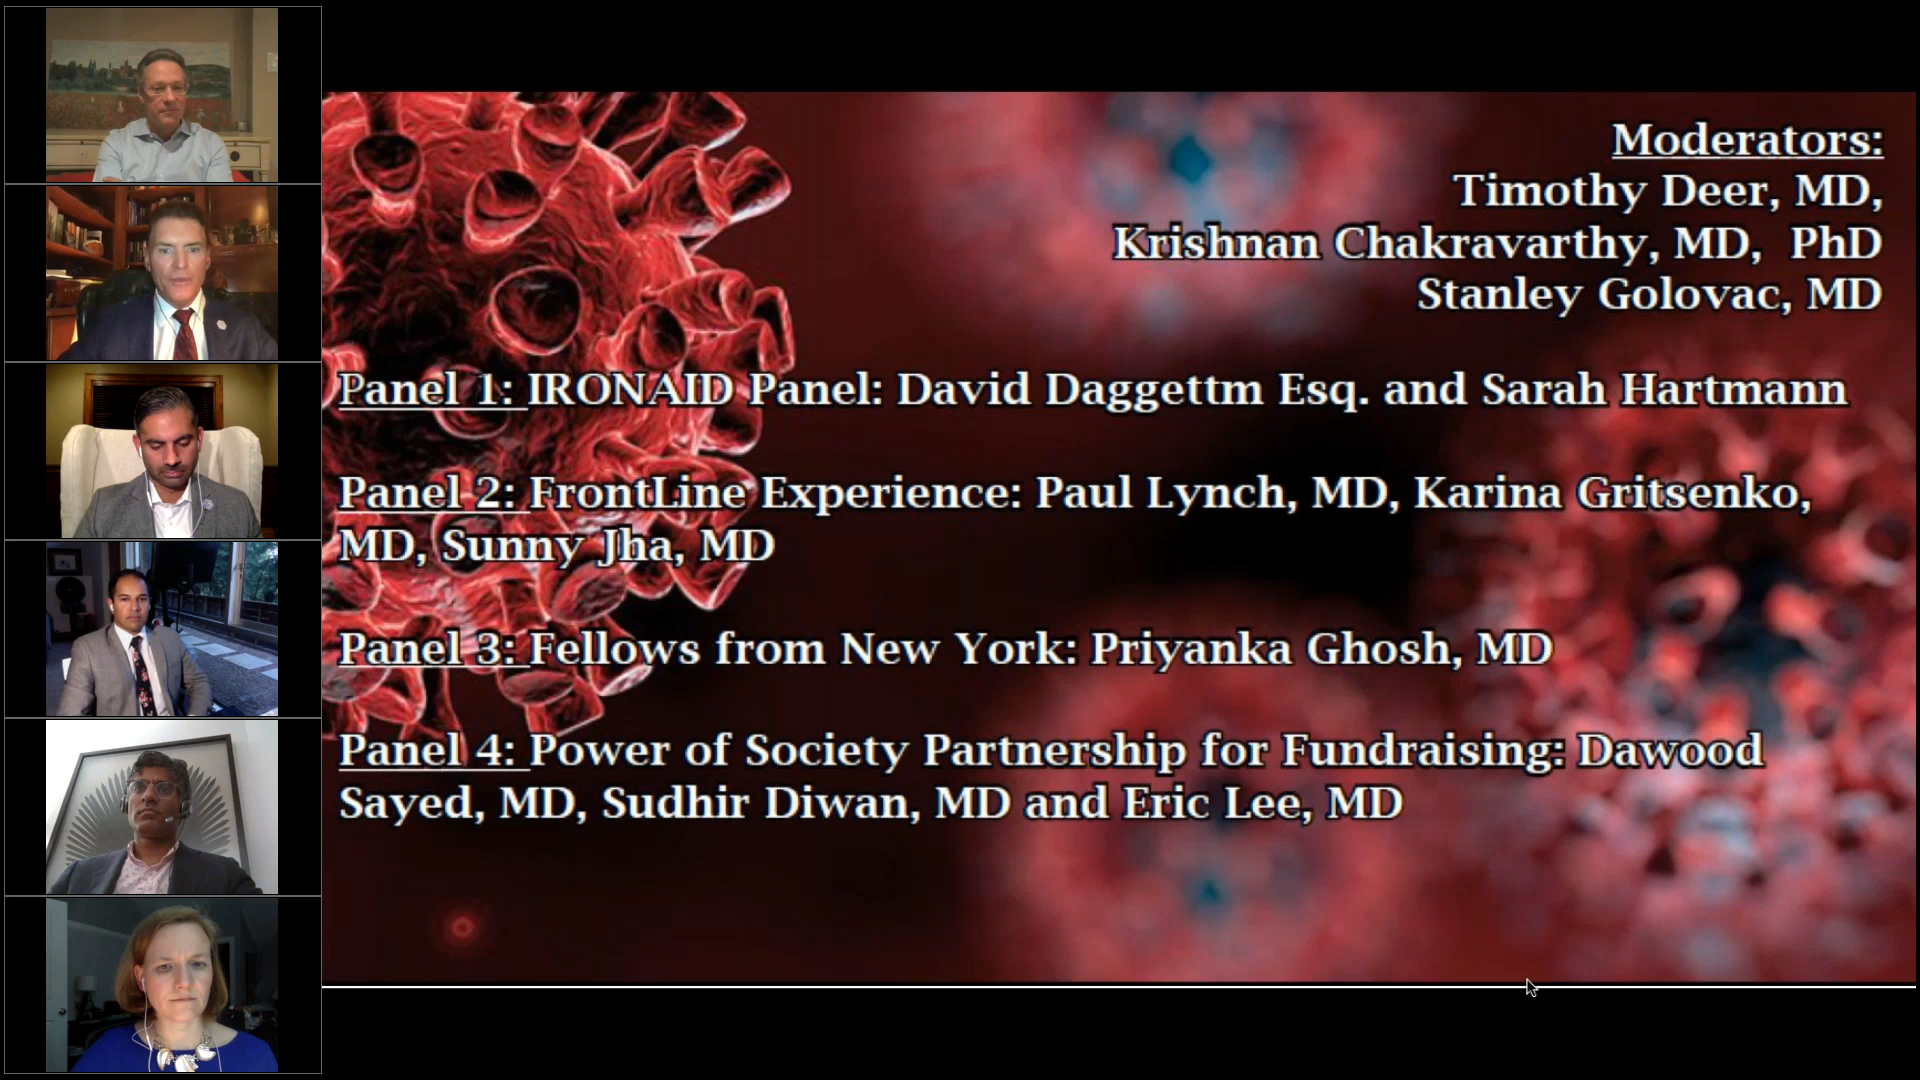 Moderators:
Timothy Deer, MD,
Krishnan Chakravarthy, MD, PhD
Stanley Golovac, MD
Panel 1: IRONAID Panel: David Daggettm Esq. and Sarah Hartmann
Panel 2: FrontLine Experience: Paul Lynch, MD, Karina Gritsenko,
MD, Sunny Jha, MD
Panel 3: Fellows from New York: Priyanka Ghosh, MD
Panel 4: Power of Society Partnership for Fundraising: Dawood
Sayed, MD, Sudhir Diwan, MD and Eric Lee, MD